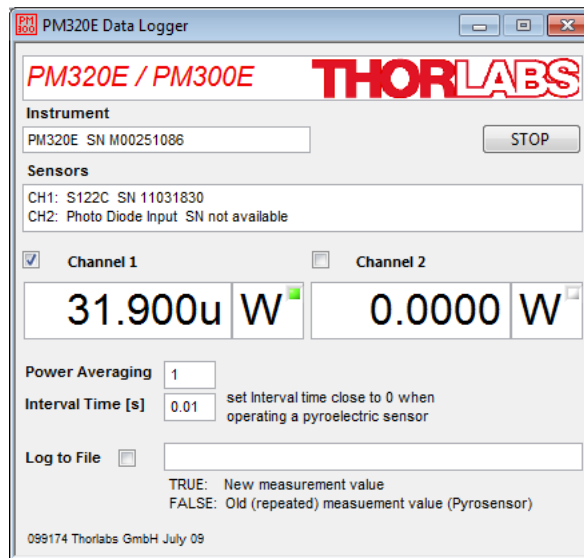 PM320E Data Logger
PM320E / PM300E THORLABS
Instrument
PM320E SN M00251086 STOP
Sensors
CH1: S122C SN 11031830
CH2: Photo Diode Input SN not available
Channel 1 Channel 2
31.900u W 0.0000 W
Power Averaging 1
Interval Time [s] 0.01 set Interval time close to 0 when
operating a pyroelectric sensor
Log to File
TRUE: New measurement value
FALSE: Old (repeated) measuement value (Pyrosensor)
099174 Thorlabs GmbH July 09